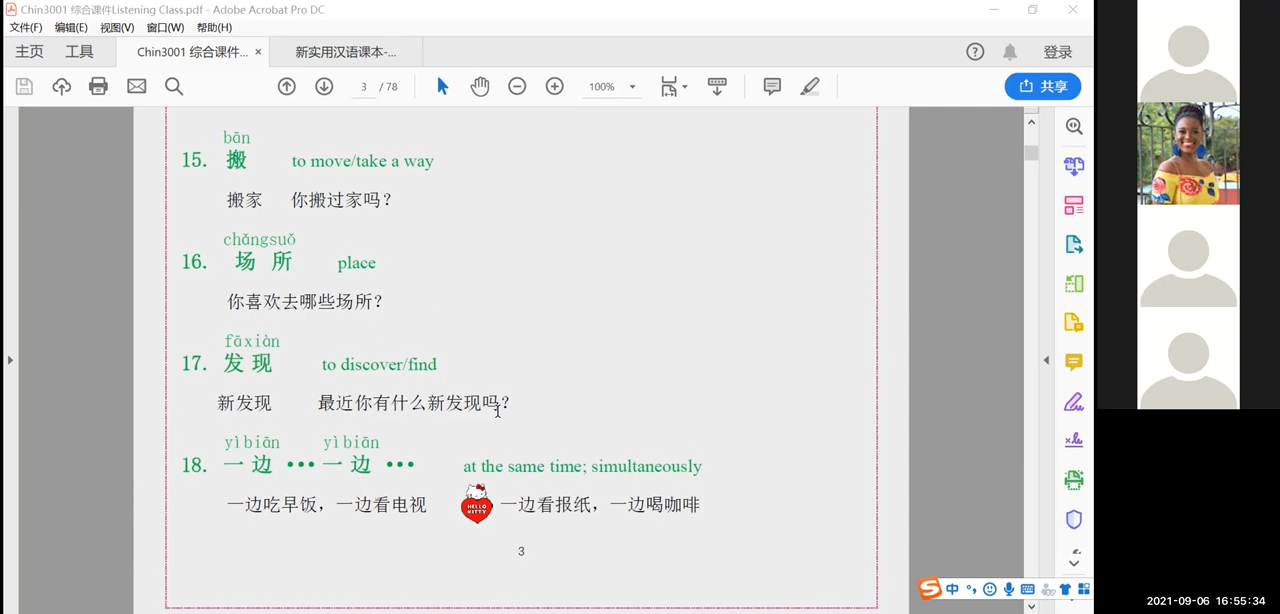 Chin3001 综合课件Listening Class.pdf - Adobe Acrobat Pro DC
文件(F) 编辑(E) 视图(V) 窗口(W) 帮助(H)
主页 工具 Chin3001 综合课件... × 新实用汉语课本-... 登录
3 / 78 100% 共享
bān
15. 搬 to move/take a way
搬家 你搬过家吗？
chǎngsuǒ
16. 场 所 place
你喜欢去哪些场所？
fāxiàn
17. 发 现 to discover/find
新发现 最近你有什么新发现吗？
yìbiān yìbiān
18. 一 边 ••• 一 边 ••• at the same time; simultaneously
一边吃早饭，一边看电视 HELLO KITTY 一边看报纸，一边喝咖啡
3
中
2021-09-06 16:55:34